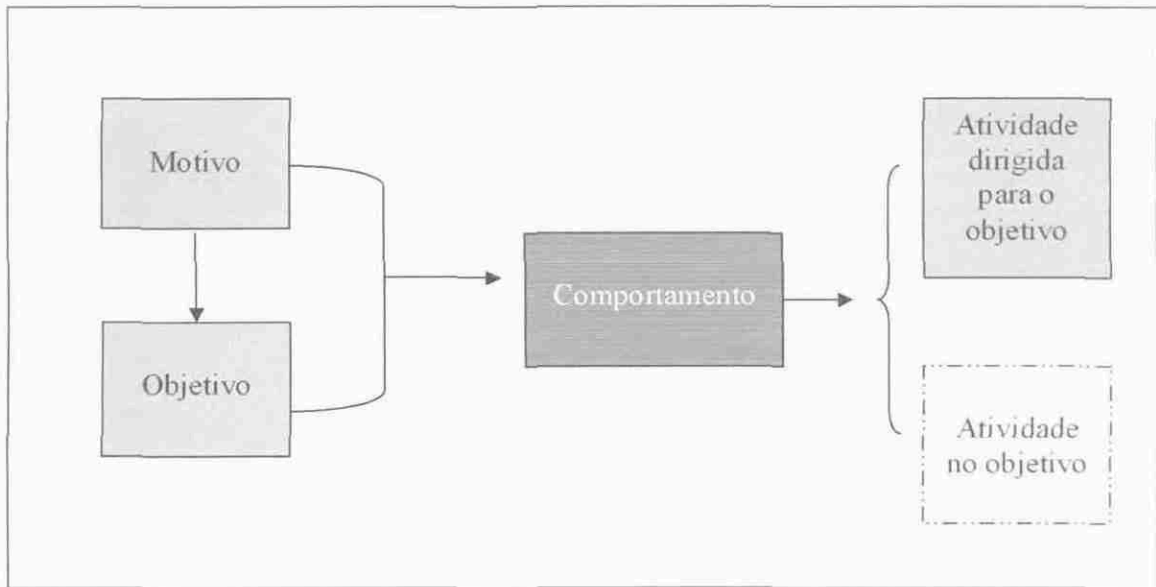 Motivo
Objetivo
Comportamento
Atividade
dirigida
para o
objetivo
Atividade
no objetivo